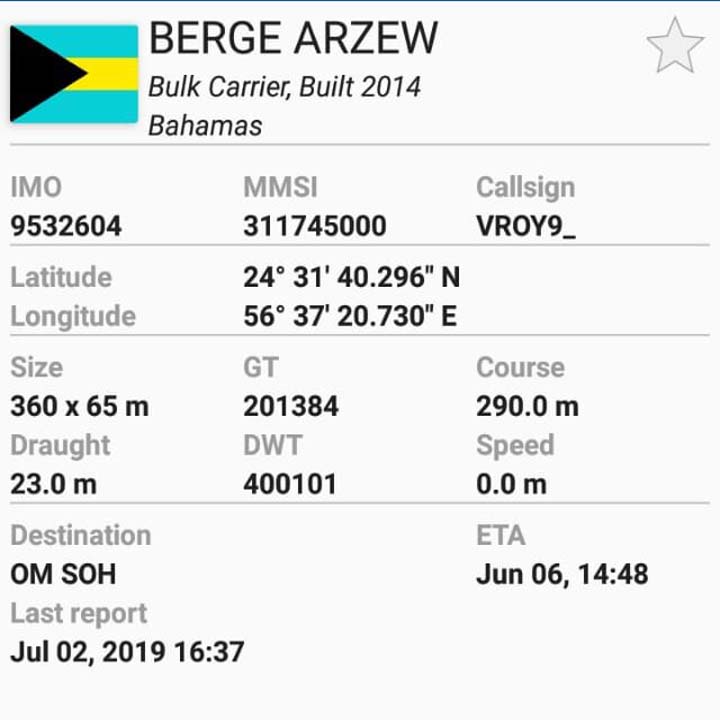 BERGE ARZEW
Bulk Carrier, Built 2014
Bahamas
IMO MMSI Callsign
9532604 311745000 VROY9_
Latitude 24° 31' 40.296" N
Longitude 56° 37' 20.730" E
Size GT Course
360 x 65 m 201384 290.0 m
Draught DWT Speed
23.0 m 400101 0.0 m
Destination ETA
OM SOH Jun 06, 14:48
Last report
Jul 02, 2019 16:37